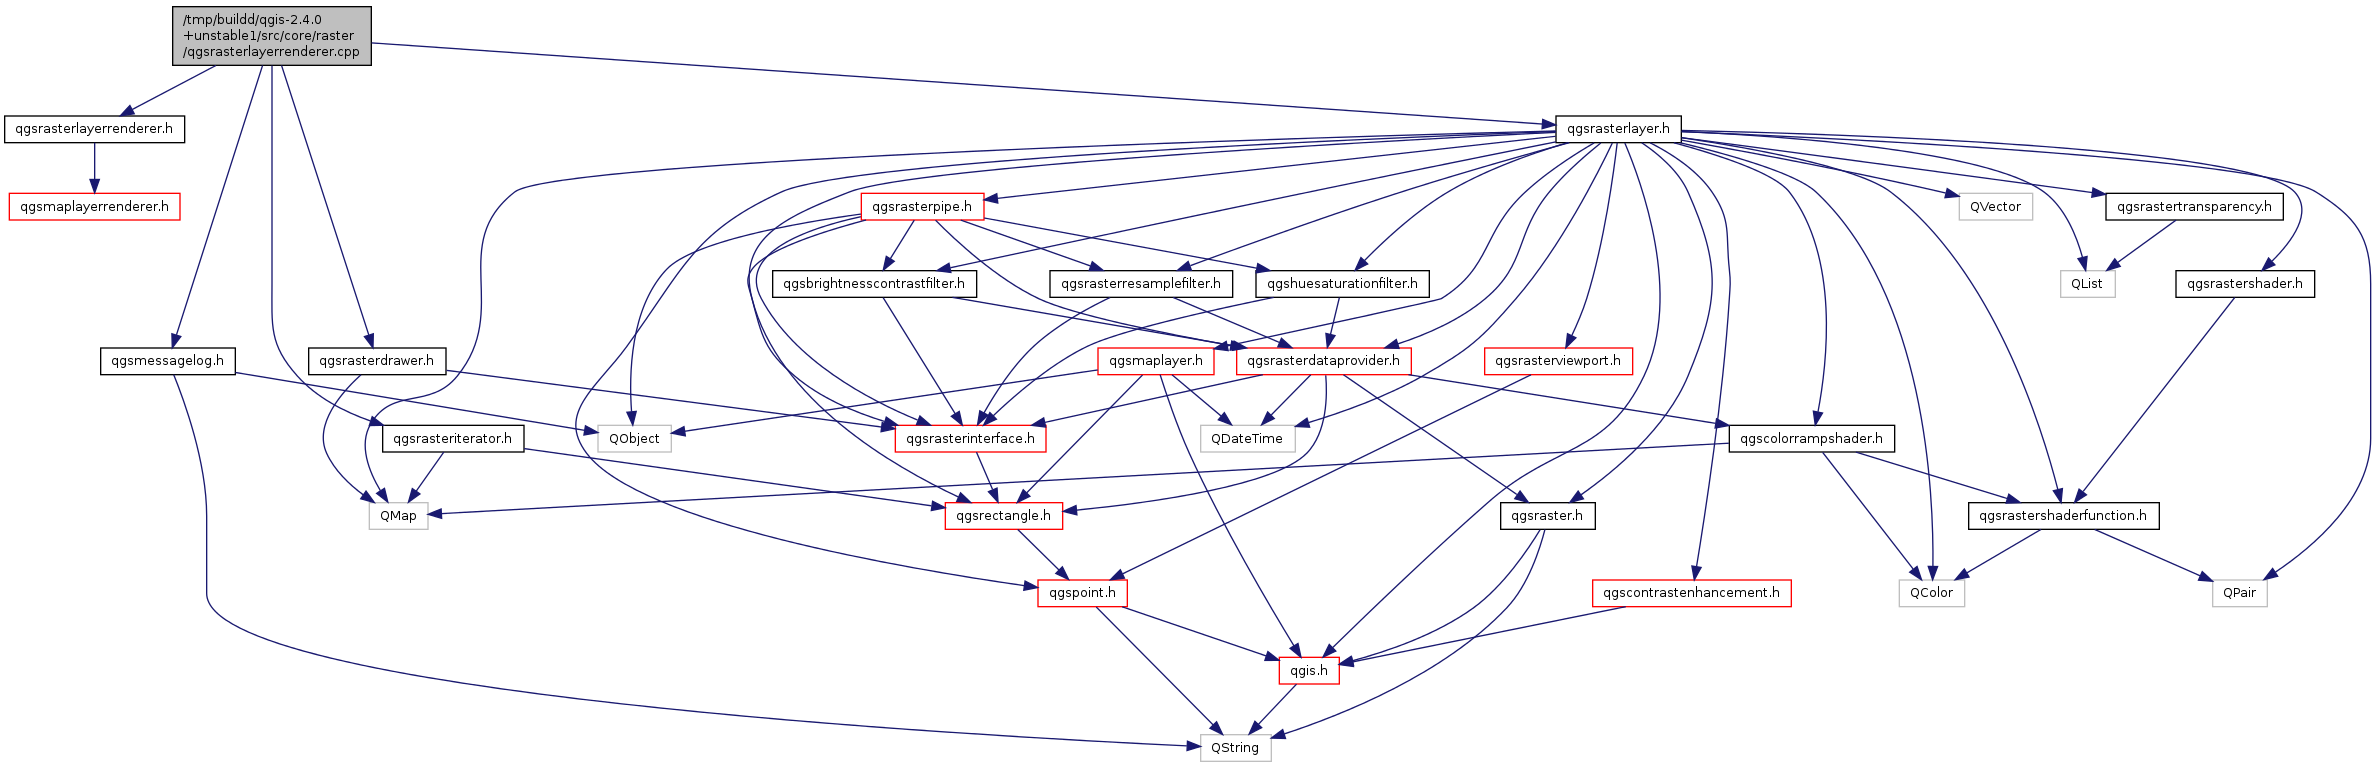 /tmp/buildd/qgis-2.4.0
+unstable1/src/core/raster
/qgsrasterlayerrenderer.cpp
qgsrasterlayerrenderer.h
qgsrasterlayer.h
qgsmaplayerrenderer.h
qgsrasterpipe.h
QVector
qgsrastertransparency.h
qgsbrightnesscontrastfilter.h
qgsrasterresamplefilter.h
qgshuesaturationfilter.h
QList
qgsrastershader.h
qgsmessagelog.h
qgsrasterdrawer.h
qgsmaplayer.h
qgsrasterdataprovider.h
qgsrasterviewport.h
qgsrasteriterator.h
QObject
qgsrasterinterface.h
QDateTime
qgscolorrampshader.h
QMap
qgsrectangle.h
qgsraster.h
qgsrastershaderfunction.h
qgspoint.h
qgscontrastenhancement.h
QColor
QPair
qgis.h
QString